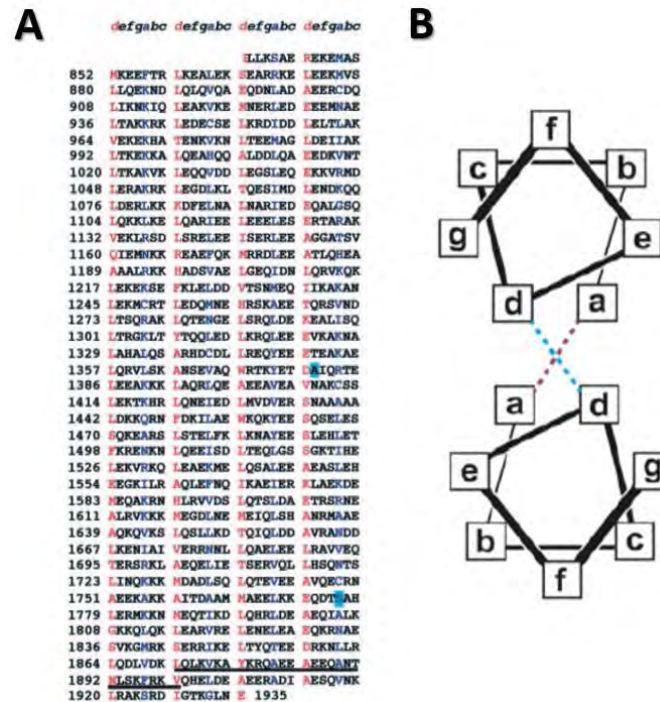 A
B
defgabc defgabc defgabc defgabc
ELLKSAE REKEMAS
852 MKEEFTR LKEALEK SEARRKE LEEKMVS
880 LLQEKND LQLQVQA EQDNLAD AEERCDQ
908 LIKNKIQ LEAKVKE MNERLED EEEMNAE
936 LTAKKRK LEDECSE LKRDIDD LELTLAK
964 VEKEKHA TENKVKN LTEEMAG LDEIIAK
992 LTKEKKA LQEAHQQ ALDDLQA EEDKVNT
1020 LTKAKVK LEQQVDD LEGSLEQ EKKVRMD
1048 LERAKRK LEGDLKL TQESIMD LENDKQQ
1076 LDERLKK KDFELNA LNARIED EQALGSQ
1104 LQKKLKE LQARIEE LEEELES ERTARAK
1132 VEKLRSD LSRELEE ISERLEE AGGATSV
1160 QIEMNKK REAEFQK MRRDLEE ATLQHEA
1189 AAALRKK HADSVAE LGEQIDN LQRVKQK
1217 LEKEKSE FKLELDD VTSNMEQ IIKAKAN
1245 LEKMCRT LEDQMNE HRSKAEE TQRSVND
1273 LTSQRAK LQTENGE LSRQLDE KEALISQ
1301 LTRGKLT YTQQLED LKRQLEE EVKAKNA
1329 LAHALQS ARHDCDL LREQYEE ETEAKAE
1357 LQRVLSK ANSEVAQ WRTKYET DAIQRTE
1386 LEEAKKK LAQRLQE AEEAVEA VNAKCSS
1414 LEKTKHR LQNEIED LMVDVER SNAAAAA
1442 LDKKQRN FDKILAE WKQKYEE SQSELES
1470 SQKEARS LSTELFK LKNAYEE SLEHLET
1498 FKRENKN LQEEISD LTEQLGS SGKTIHE
1526 LEKVRKQ LEAEKME LQSALEE AEASLEH
1554 EEGKILR AQLEFNQ IKAEIER KLAEKDE
1583 MEQAKRN HLRVVDS LQTSLDA ETRSRNE
1611 ALRVKKK MEGDLNE MEIQLSH ANRMAAE
1639 AQKQVKS LQSLLKD TQIQLDD AVRANDD
1667 LKENIAI VERRNNL LQAELEE LRAVVEQ
1695 TERSRKL AEQELIE TSERVQL LHSQNTS
1723 LINQKKK MDADLSQ LQTEVEE AVQECRN
1751 AEEKAKK AITDAAM MAEELKK EQDTSAH
1779 LERMKKN MEQTIKD LQHRLDE AEQIALK
1808 GKKQLQK LEARVRE LENELEA EQKRNAE
1836 SVKGMRK SERRIKE LTYQTEE DRKNLLR
1864 LQDLVDK LQLKVKA YKRQAEE AEEQANT
1892 NLSKFRK VQHELDE AEERADI AESQVNK
1920 LRAKSRD IGTKGLN E 1935
f
c b
g e
d a
a d
e g
b c
f